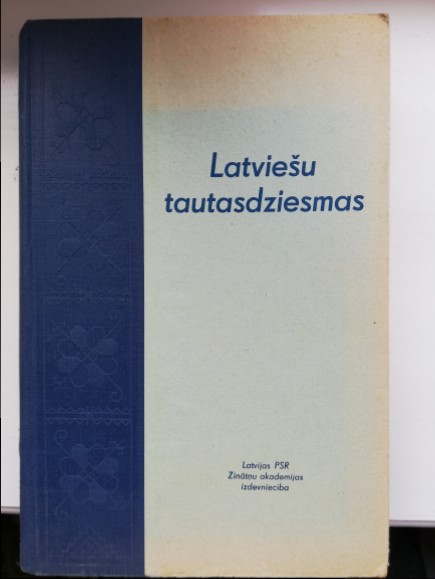 Latviešu
tautasdziesmas
Latvijas PSR
Zinātņu akadēmijas
izdevniecība